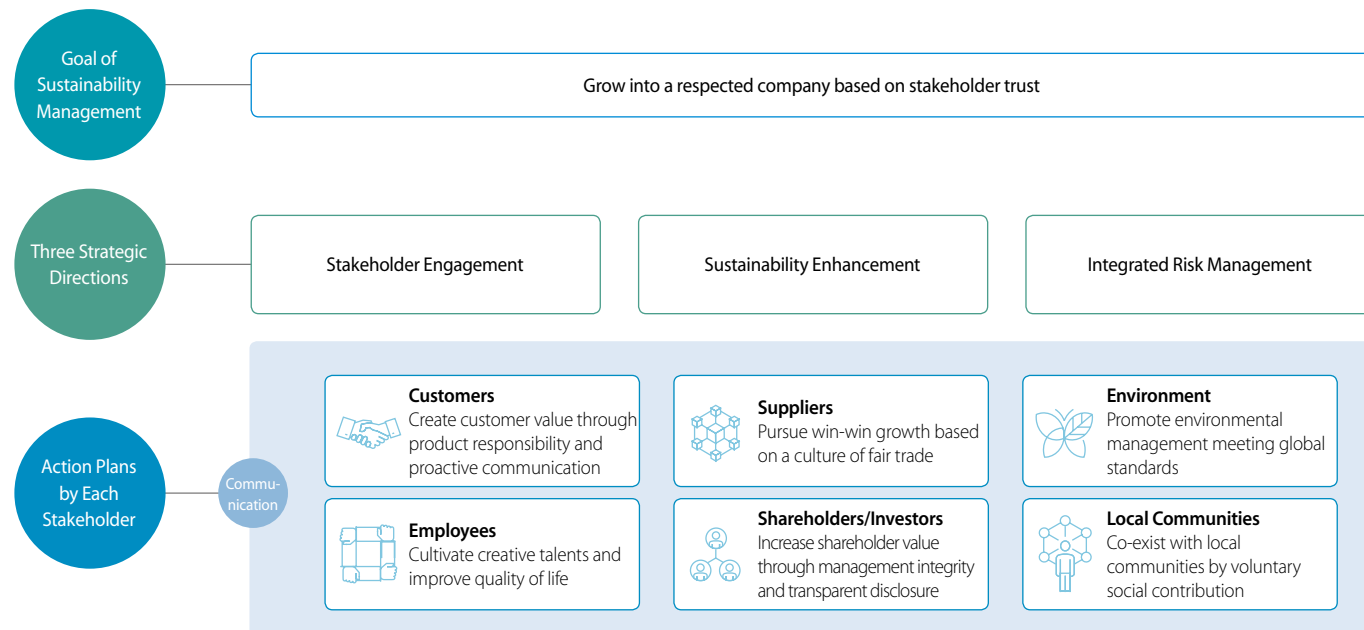 Goal of
Sustainability
Management
Grow into a respected company based on stakeholder trust
Three Strategic
Directions
Stakeholder Engagement
Sustainability Enhancement
Integrated Risk Management
Action Plans
by Each
Stakeholder
Commu-
nication
Customers
Create customer value through
product responsibility and
proactive communication
Suppliers
Pursue win-win growth based
on a culture of fair trade
Environment
Promote environmental
management meeting global
standards
Employees
Cultivate creative talents and
improve quality of life
Shareholders/Investors
Increase shareholder value
through management integrity
and transparent disclosure
Local Communities
Co-exist with local
communities by voluntary
social contribution